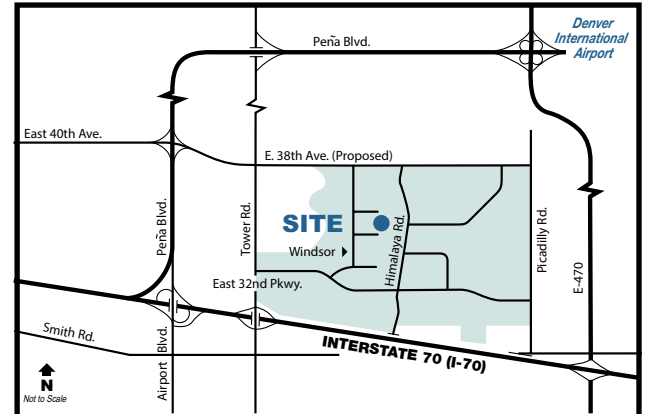 Denver
International
Airport
Peña Blvd.
East 40th Ave.
E. 38th Ave. (Proposed)
Peña Blvd.
Tower Rd.
SITE
Windsor
Himalaya Rd.
Picadilly Rd.
E-470
East 32nd Pkwy.
Smith Rd.
Airport Blvd.
INTERSTATE 70 (I-70)
N
Not to Scale